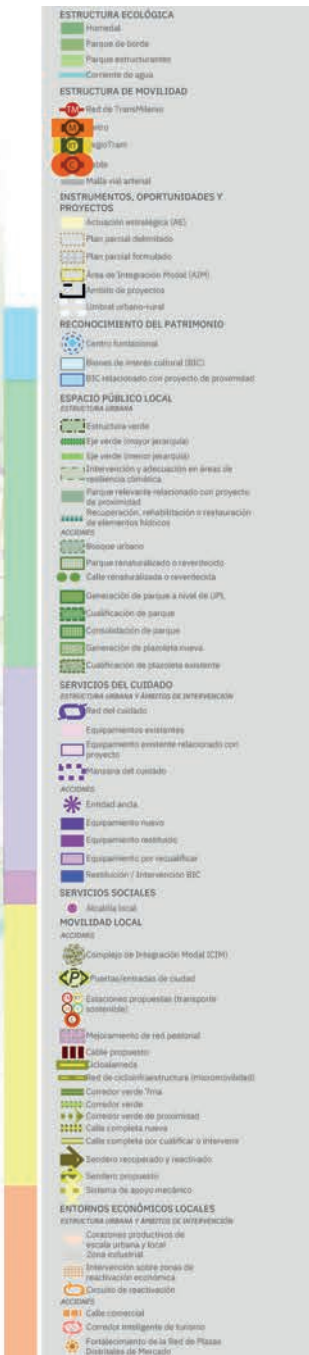 ESTRUCTURA ECOLÓGICA
Humedal
Parque de borde
Parque estructurantes
Corriente de agua
ESTRUCTURA DE MOVILIDAD
TM Red de TransMilenio
M Metro
RT RegioTram
C Cable
Malla vial arterial
INSTRUMENTOS, OPORTUNIDADES Y
PROYECTOS
Actuación estratégica (AE)
Plan parcial delimitado
Plan parcial formulado
Área de Integración Modal (AIM)
Ámbito de proyectos
Umbral urbano-rural
RECONOCIMIENTO DEL PATRIMONIO
Centro fundacional
Bienes de interés cultural (BIC)
BIC relacionado con proyecto de proximidad
ESPACIO PÚBLICO LOCAL
ESTRUCTURA URBANA
Estructura verde
Eje verde (mayor jerarquía)
Eje verde (menor jerarquía)
Intervención y adecuación en áreas de
resiliencia climática
Parque relevante relacionado con proyecto
de proximidad
Recuperación, rehabilitación o restauración
de elementos hídricos
ACCIONES
Bosque urbano
Parque renaturalizado o reverdecido
Calle renaturalizada o reverdecida
Generación de parque a nivel de UPL
Cualificación de parque
Consolidación de parque
Generación de plazoleta nueva
Cualificación de plazoleta existente
SERVICIOS DEL CUIDADO
ESTRUCTURA URBANA Y ÁMBITOS DE INTERVENCIÓN
Red del cuidado
Equipamientos existentes
Equipamiento existente relacionado con
proyecto
Manzana del cuidado
ACCIONES
Entidad ancla
Equipamiento nuevo
Equipamiento restituido
Equipamiento por recualificar
Restitución / Intervención BIC
SERVICIOS SOCIALES
Alcaldía local
MOVILIDAD LOCAL
ACCIONES
Complejo de Integración Modal (CIM)
P Puertas/entradas de ciudad
Estaciones propuestas (transporte
sostenible)
C
Mejoramiento de red peatonal
Cable propuesto
Cicloalameda
Red de cicloinfraestructura (micromovilidad)
Corredor verde 7ma
Corredor verde
Corredor verde de proximidad
Calle completa nueva
Calle completa por cualificar o intervenir
Sendero recuperado y reactivado
Sendero propuesto
Sistema de apoyo mecánico
ENTORNOS ECONÓMICOS LOCALES
ESTRUCTURA URBANA Y ÁMBITOS DE INTERVENCIÓN
Corazones productivos de
escala urbana y local
Zona industrial
Intervención sobre zonas de
reactivación económica
Circuito de reactivación
ACCIONES
Calle comercial
Corredor inteligente de turismo
Fortalecimiento de la Red de Plazas
Distritales de Mercado